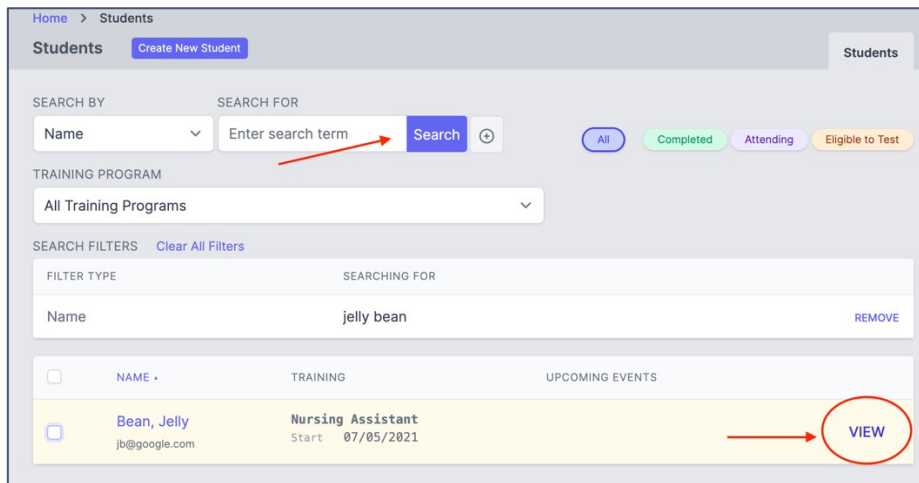 Home > Students
Students Create New Student Students
SEARCH BY SEARCH FOR
Name Enter search term Search All Completed Attending Eligible to Test
TRAINING PROGRAM
All Training Programs
SEARCH FILTERS Clear All Filters
FILTER TYPE SEARCHING FOR
Name jelly bean REMOVE
NAME TRAINING UPCOMING EVENTS
Bean, Jelly Nursing Assistant
jb@google.com Start 07/05/2021 VIEW